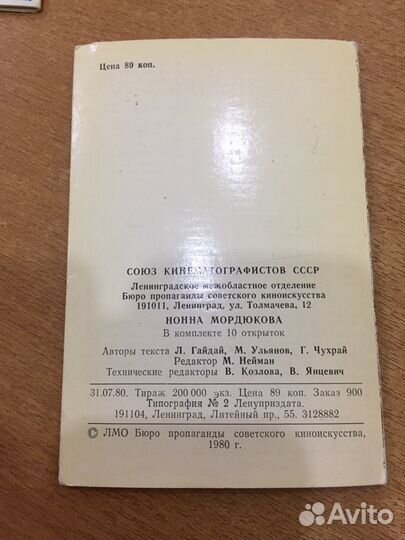 Цена 89 коп.
СОЮЗ КИНЕМАТОГРАФИСТОВ СССР
Ленинградское межобластное отделение
Бюро пропаганды советского киноискусства
191011, Ленинград, ул. Толмачева, 12
НОННА МОРДЮКОВА
В комплекте 10 открыток
Авторы текста Л. Гайдай, М. Ульянов, Г. Чухрай
Редактор М. Нейман
Технические редакторы В. Козлова, В. Янцевич
31.07.80. Тираж 200 000 экз. Цена 89 коп. Заказ 900
Типография № 2 Ленуприздата.
191104, Ленинград, Литейный пр., 55. 3128882
© ЛМО Бюро пропаганды советского киноискусства,
1980 г.
Avito